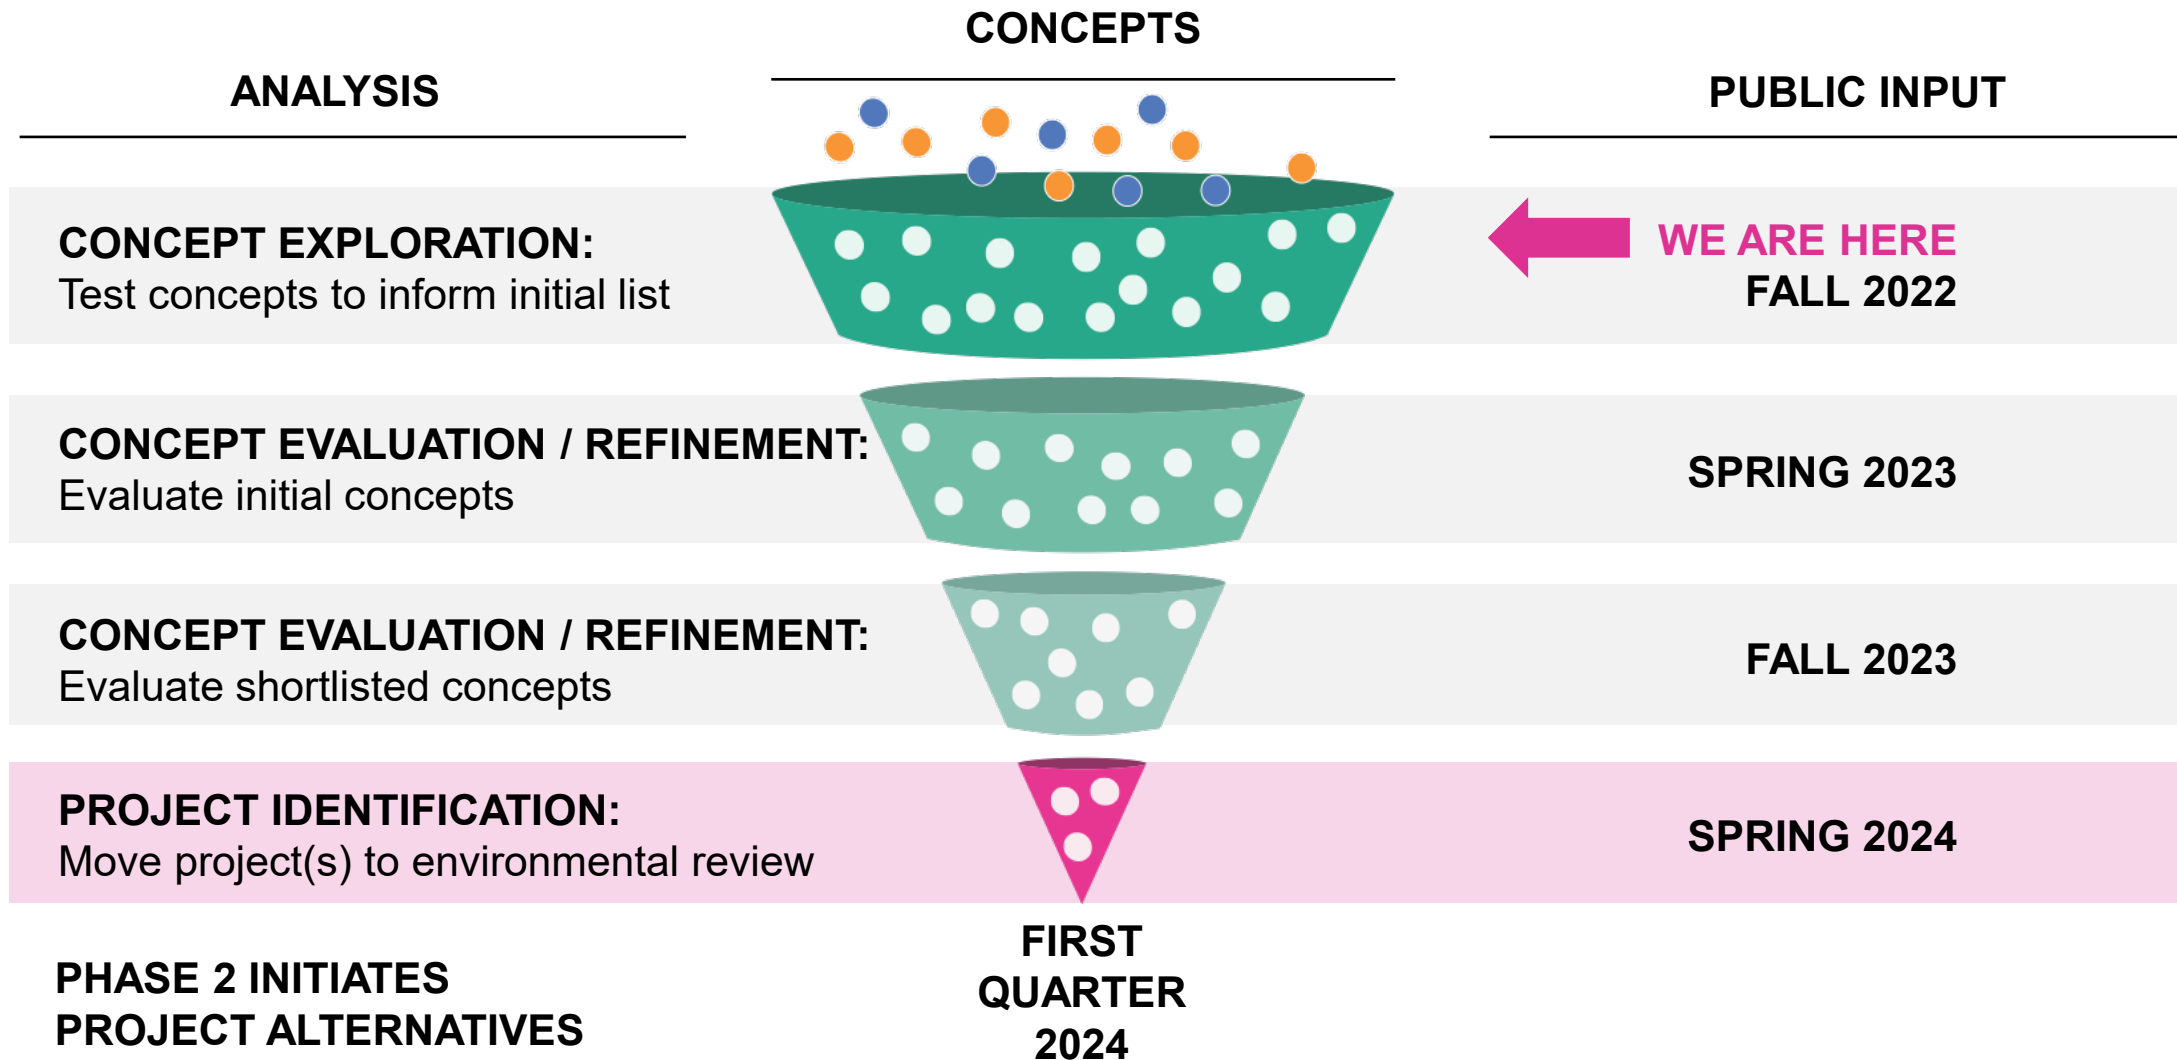 CONCEPTS
ANALYSIS
PUBLIC INPUT
CONCEPT EXPLORATION:
Test concepts to inform initial list
WE ARE HERE
FALL 2022
CONCEPT EVALUATION / REFINEMENT:
Evaluate initial concepts
SPRING 2023
CONCEPT EVALUATION / REFINEMENT:
Evaluate shortlisted concepts
FALL 2023
PROJECT IDENTIFICATION:
Move project(s) to environmental review
SPRING 2024
PHASE 2 INITIATES
PROJECT ALTERNATIVES
FIRST
QUARTER
2024